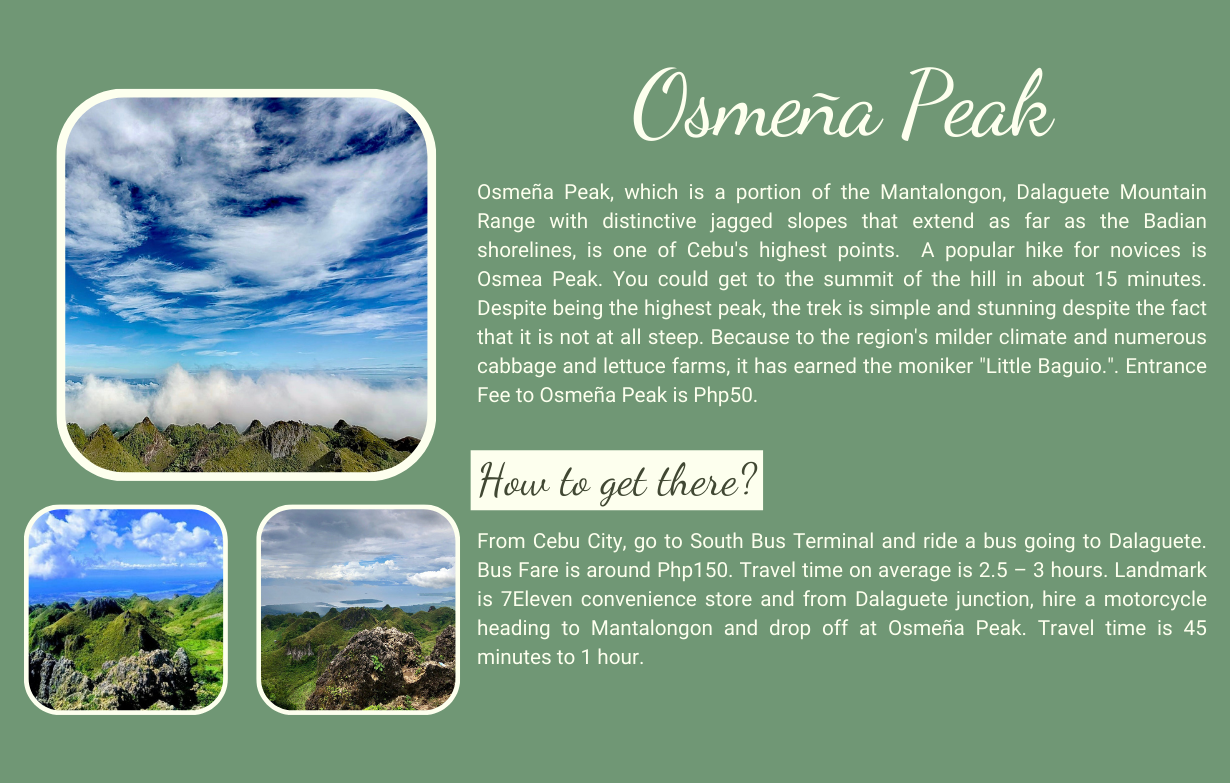 Osmeña Peak
Osmeña Peak, which is a portion of the Mantalongon, Dalaguete Mountain
Range with distinctive jagged slopes that extend as far as the Badian
shorelines, is one of Cebu's highest points.  A popular hike for novices is
Osmea Peak. You could get to the summit of the hill in about 15 minutes.
Despite being the highest peak, the trek is simple and stunning despite the fact
that it is not at all steep. Because to the region's milder climate and numerous
cabbage and lettuce farms, it has earned the moniker "Little Baguio.". Entrance
Fee to Osmeña Peak is Php50.
How to get there?
From Cebu City, go to South Bus Terminal and ride a bus going to Dalaguete.
Bus Fare is around Php150. Travel time on average is 2.5 – 3 hours. Landmark
is 7Eleven convenience store and from Dalaguete junction, hire a motorcycle
heading to Mantalongon and drop off at Osmeña Peak. Travel time is 45
minutes to 1 hour.